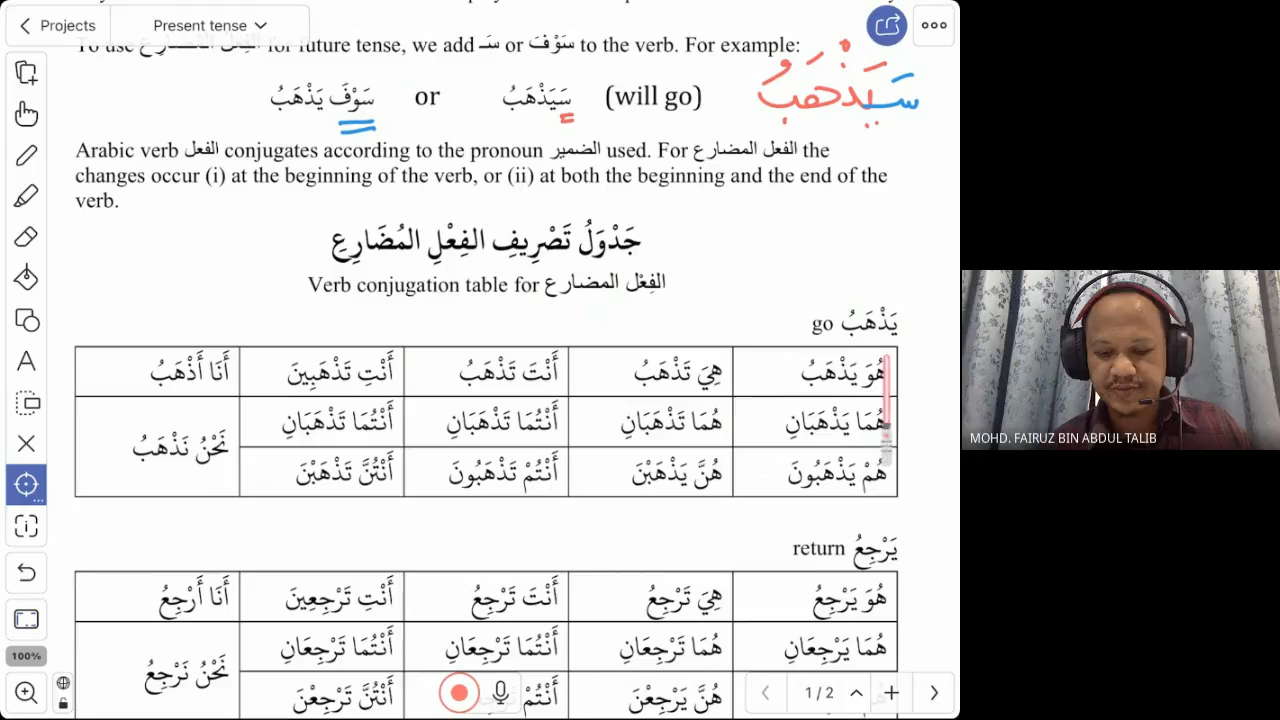 Projects
Present tense
To use الفعل المضارع for future tense, we add سَـ or سَوْفَ to the verb. For example:
سَوْفَ يَذْهَبُ or سَيَذْهَبُ (will go) سَيَذْهَبُ
Arabic verb الفعل conjugates according to the pronoun الضمير used. For الفعل المضارع the
changes occur (i) at the beginning of the verb, or (ii) at both the beginning and the end of the
verb.
جَدْوَلُ تَصْرِيفِ الفِعْلِ المُضَارِعِ
Verb conjugation table for الفِعْل المضارع
go يَذْهَبُ
هُوَ يَذْهَبُ هِيَ تَذْهَبُ أَنْتَ تَذْهَبُ أَنْتِ تَذْهَبِينَ أَنَا أَذْهَبُ
هُمَا يَذْهَبَانِ هُمَا تَذْهَبَانِ أَنْتُمَا تَذْهَبَانِ أَنْتُمَا تَذْهَبَانِ نَحْنُ نَذْهَبُ
هُمْ يَذْهَبُونَ هُنَّ يَذْهَبْنَ أَنْتُمْ تَذْهَبُونَ أَنْتُنَّ تَذْهَبْنَ
return يَرْجِعُ
هُوَ يَرْجِعُ هِيَ تَرْجِعُ أَنْتَ تَرْجِعُ أَنْتِ تَرْجِعِينَ أَنَا أَرْجِعُ
هُمَا يَرْجِعَانِ هُمَا تَرْجِعَانِ أَنْتُمَا تَرْجِعَانِ أَنْتُمَا تَرْجِعَانِ نَحْنُ نَرْجِعُ
هُنَّ يَرْجِعْنَ أَنْتُمْ أَنْتُنَّ تَرْجِعْنَ
100%
1 / 2
MOHD. FAIRUZ BIN ABDUL TALIB